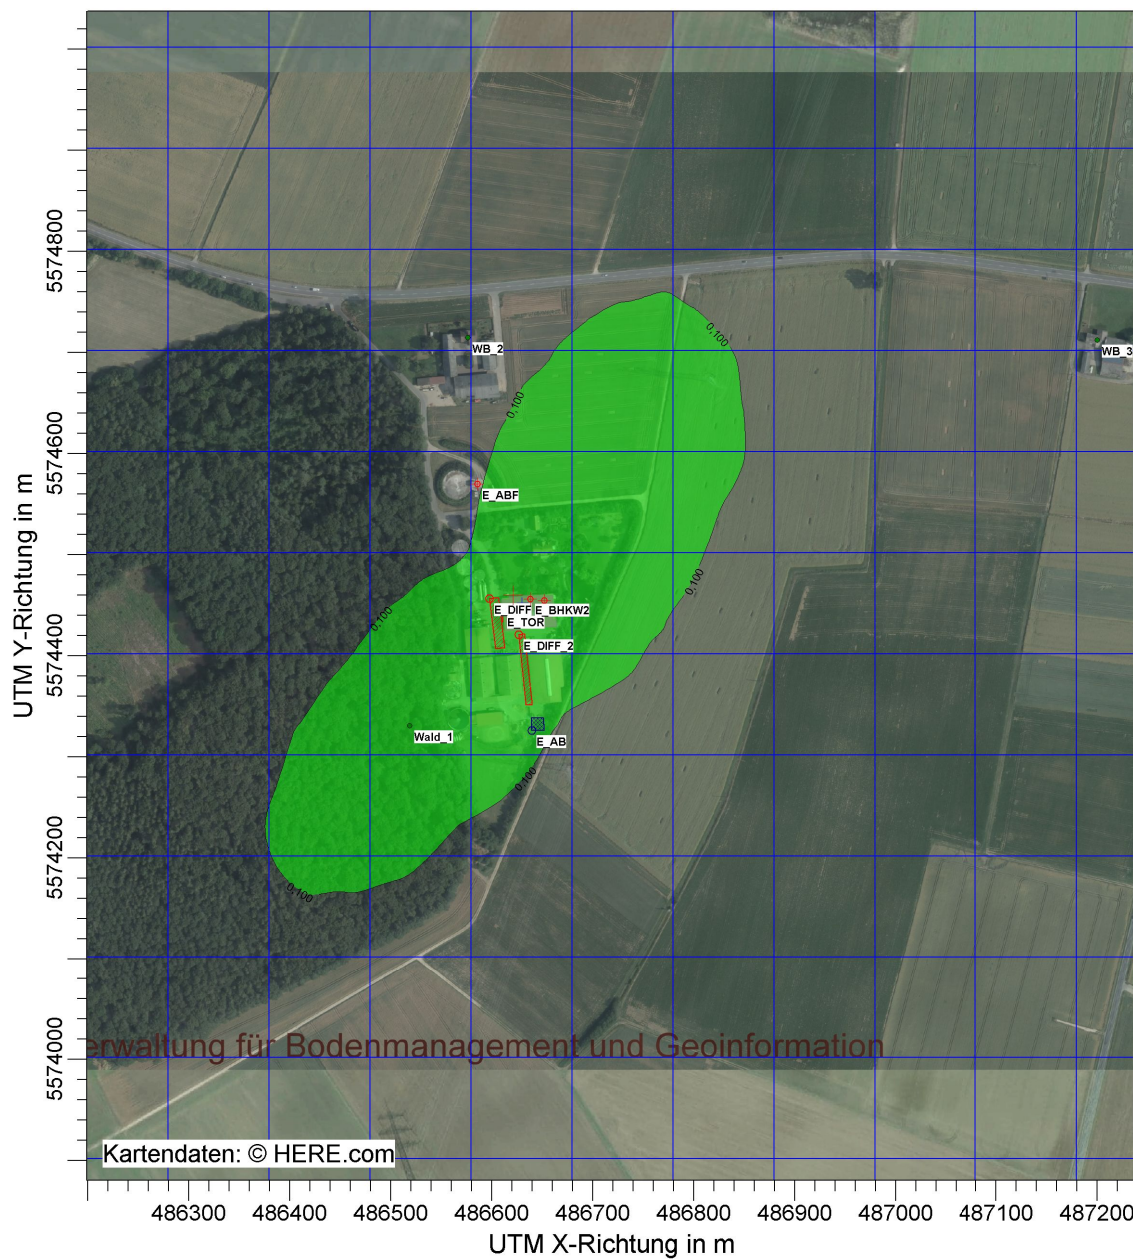 5574800
0,100
WB_2
WB_3
0,100
5574600
E_ABF
UTM Y-Richtung in m
0,100
E_DIFF E_BHKW2
0,100
E_TOR
E_DIFF_2
5574400
Wald_1
E_AB
0,100
5574200
0,100
5574000
erwaltung für Bodenmanagement und Geoinformation
Kartendaten: © HERE.com
486300 486400 486500 486600 486700 486800 486900 487000 487100 487200
UTM X-Richtung in m